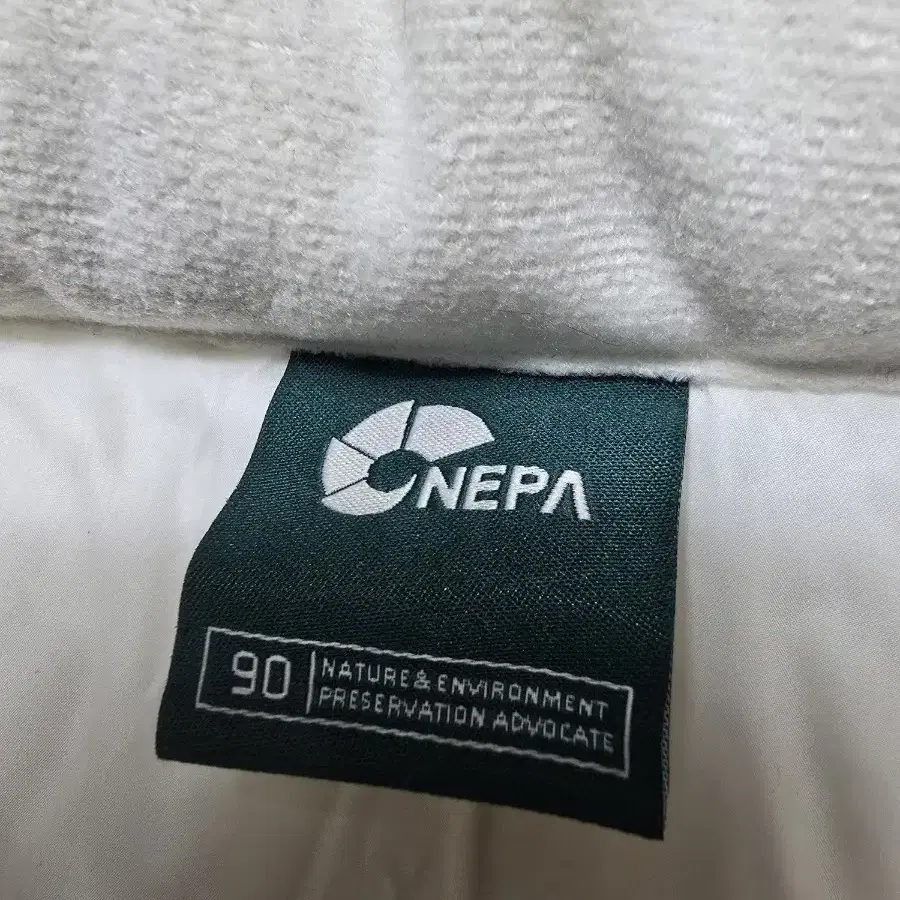 NEPA
90
NATURE&ENVIRONMENT
PRESERVATION ADVOCATE